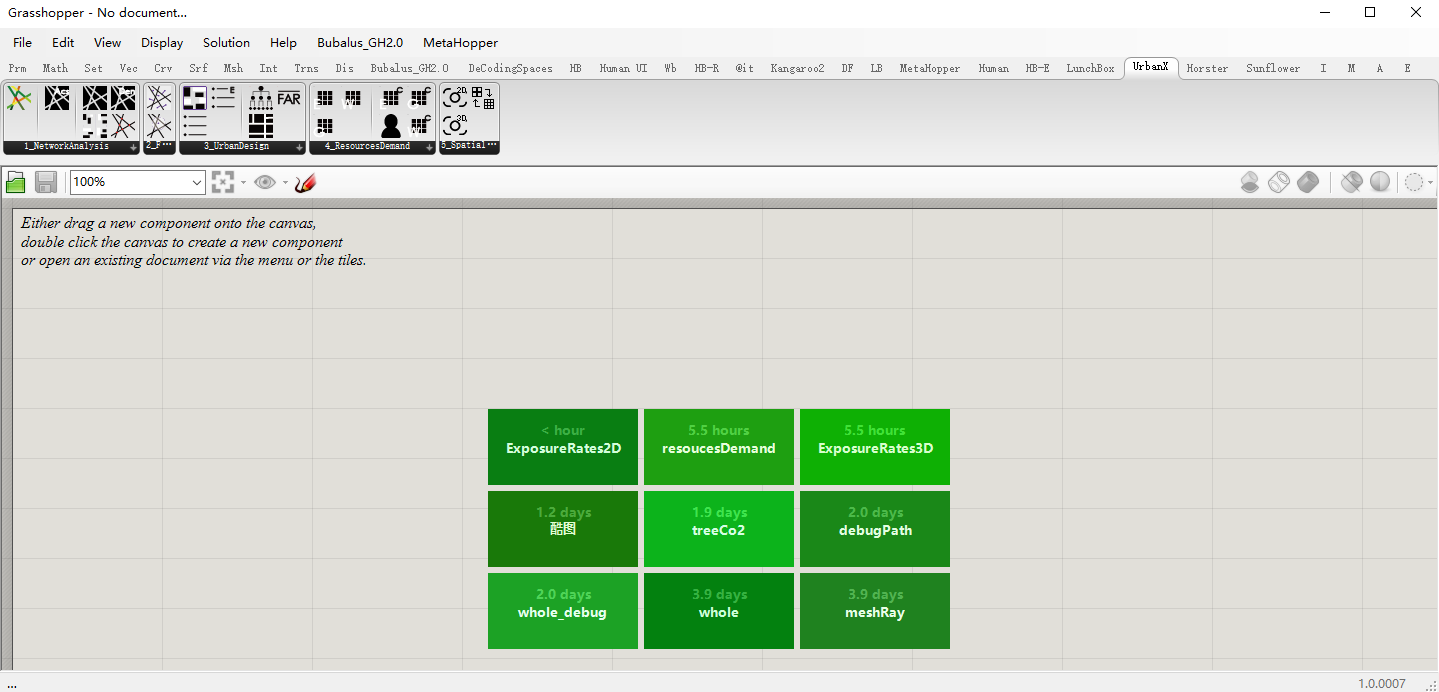 Grasshopper - No document...
File Edit View Display Solution Help Bubalus_GH2.0 MetaHopper
Prm Math Set Vec Crv Srf Msh Int Trns Dis Bubalus_GH2.0 DeCodingSpaces HB Human UI Wb HB-R @it Kangaroo2 DF LB MetaHopper Human HB-E LunchBox UrbanX Horster Sunflower I M A E
FAR
1_NetworkAnalysis 2_F... 3_UrbanDesign 4_ResourcesDemand 5_Spatial...
100%
Either drag a new component onto the canvas,
double click the canvas to create a new component
or open an existing document via the menu or the tiles.
< hour 5.5 hours 5.5 hours
ExposureRates2D resoucesDemand ExposureRates3D
1.2 days 1.9 days 2.0 days
酷图 treeCo2 debugPath
2.0 days 3.9 days 3.9 days
whole_debug whole meshRay
... 1.0.0007